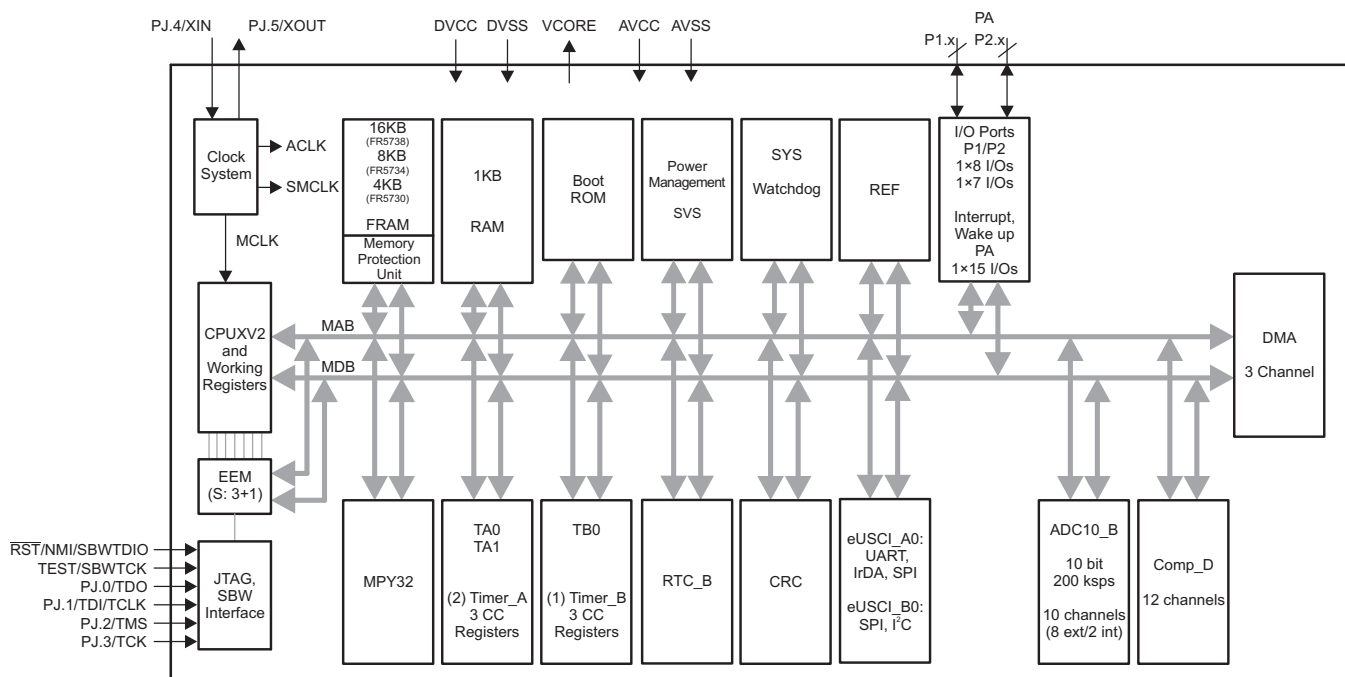 PJ.4/XIN
PJ.5/XOUT
DVCC
DVSS
VCORE
AVCC
AVSS
PA
P1.x
P2.x
Clock
System
ACLK
SMCLK
MCLK
16KB
(FR5738)
8KB
(FR5734)
4KB
(FR5730)
FRAM
Memory
Protection
Unit
1KB
RAM
Boot
ROM
Power
Management
SVS
SYS
Watchdog
REF
I/O Ports
P1/P2
1×8 I/Os
1×7 I/Os
Interrupt,
Wake up
PA
1×15 I/Os
CPUXV2
and
Working
Registers
MAB
MDB
DMA
3 Channel
EEM
(S: 3+1)
RST/NMI/SBWTDIO
TEST/SBWTCK
PJ.0/TDO
PJ.1/TDI/TCLK
PJ.2/TMS
PJ.3/TCK
JTAG,
SBW
Interface
MPY32
TA0
TA1
(2) Timer_A
3 CC
Registers
TB0
(1) Timer_B
3 CC
Registers
RTC_B
CRC
eUSCI_A0:
UART,
IrDA, SPI
eUSCI_B0:
SPI, I²C
ADC10_B
10 bit
200 ksps
10 channels
(8 ext/2 int)
Comp_D
12 channels